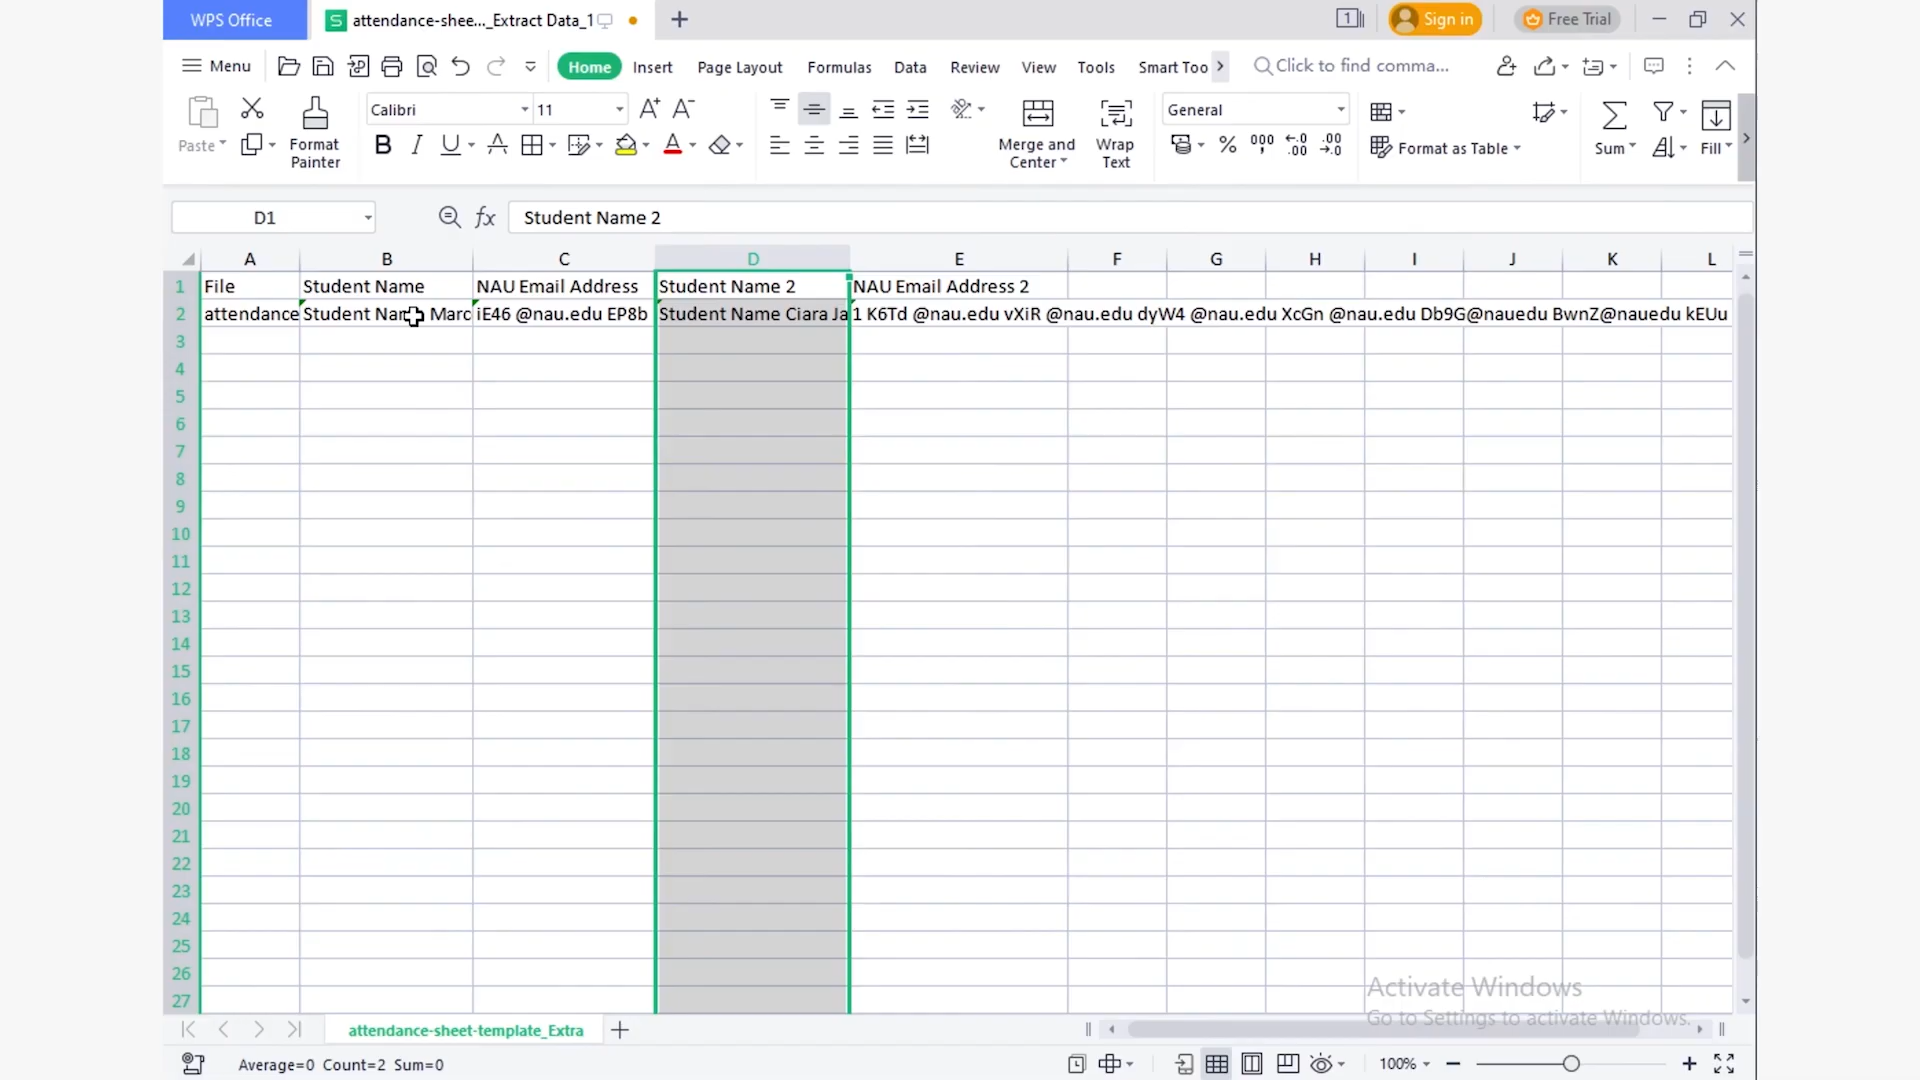 WPS Office
S attendance-shee..._Extract Data_1
1
Sign in
Free Trial
Menu
Home
Insert
Page Layout
Formulas
Data
Review
View
Tools
Smart Too
Click to find comma...
Paste
Format Painter
Calibri
11
A+ A-
B I U A
A
Merge and Center
Wrap Text
General
% 000 .00 .00
Format as Table
Sum
Fill
D1
fx
Student Name 2
A B C D E F G H I J K L
1 File Student Name NAU Email Address Student Name 2 NAU Email Address 2
2 attendance Student Name Marc iE46 @nau.edu EP8b Student Name Ciara Ja 1 K6Td @nau.edu vXiR @nau.edu dyW4 @nau.edu XcGn @nau.edu Db9G@nauedu BwnZ@nauedu kEUu
3
4
5
6
7
8
9
10
11
12
13
14
15
16
17
18
19
20
21
22
23
24
25
26
27
Activate Windows
Go to Settings to activate Windows.
attendance-sheet-template_Extra
Average=0 Count=2 Sum=0
100%